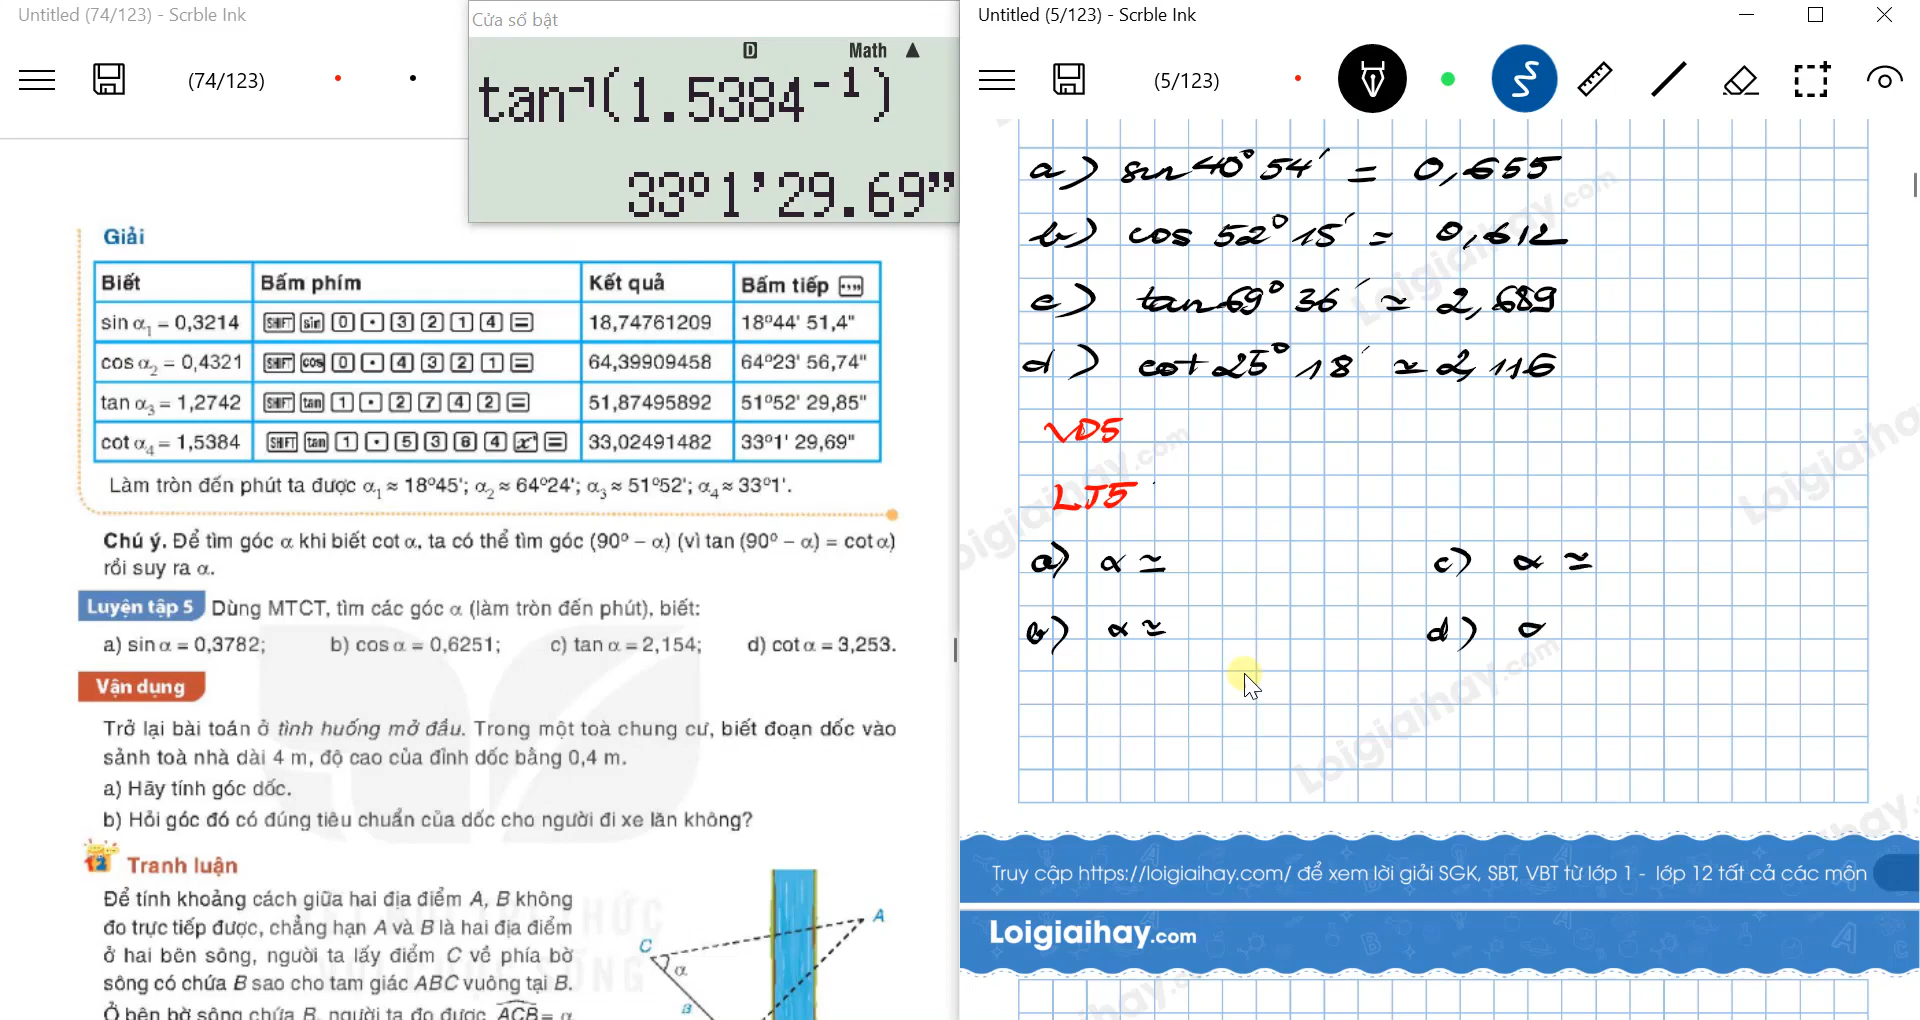 Untitled (74/123) - Scrble Ink
(74/123)
Cửa sổ bật
D Math ▲
tan⁻¹(1.5384⁻¹)
33°1'29.69"
Giải
Biết Bấm phím Kết quả Bấm tiếp
sin α₁ = 0,3214 SHIFT sin 0 • 3 2 1 4 = 18,74761209 18°44' 51,4"
cos α₂ = 0,4321 SHIFT cos 0 • 4 3 2 1 = 64,39909458 64°23' 56,74"
tan α₃ = 1,2742 SHIFT tan 1 • 2 7 4 2 = 51,87495892 51°52' 29,85"
cot α₄ = 1,5384 SHIFT tan 1 • 5 3 8 4 x⁻¹ = 33,02491482 33°1' 29,69"
Làm tròn đến phút ta được α₁ ≈ 18°45'; α₂ ≈ 64°24'; α₃ ≈ 51°52'; α₄ ≈ 33°1'.
Chú ý. Để tìm góc α khi biết cot α, ta có thể tìm góc (90° – α) (vì tan (90° – α) = cot α)
rồi suy ra α.
Luyện tập 5 Dùng MTCT, tìm các góc α (làm tròn đến phút), biết:
a) sin α = 0,3782; b) cos α = 0,6251; c) tan α = 2,154; d) cot α = 3,253.
Vận dụng
Trở lại bài toán ở tình huống mở đầu. Trong một toà chung cư, biết đoạn dốc vào
sảnh toà nhà dài 4 m, độ cao của đỉnh dốc bằng 0,4 m.
a) Hãy tính góc dốc.
b) Hỏi góc đó có đúng tiêu chuẩn của dốc cho người đi xe lăn không?
Tranh luận
Để tính khoảng cách giữa hai địa điểm A, B không
đo trực tiếp được, chẳng hạn A và B là hai địa điểm
ở hai bên sông, người ta lấy điểm C về phía bờ
sông có chứa B sao cho tam giác ABC vuông tại B.
Ở bên bờ sông chứa B, người ta đo được ACB = α
A
C
α
B
Untitled (5/123) - Scrble Ink
(5/123)
a) sin 40° 54' = 0,655
b) cos 52° 15' = 0,612
c) tan 69° 36' ≃ 2,689
d) cot 25° 18' ≃ 2,116
VD5
LT5
a) α ≃ c) α ≃
b) α ≃ d) α
Truy cập https://loigiaihay.com/ để xem lời giải SGK, SBT, VBT từ lớp 1 - lớp 12 tất cả các môn
Loigiaihay.com